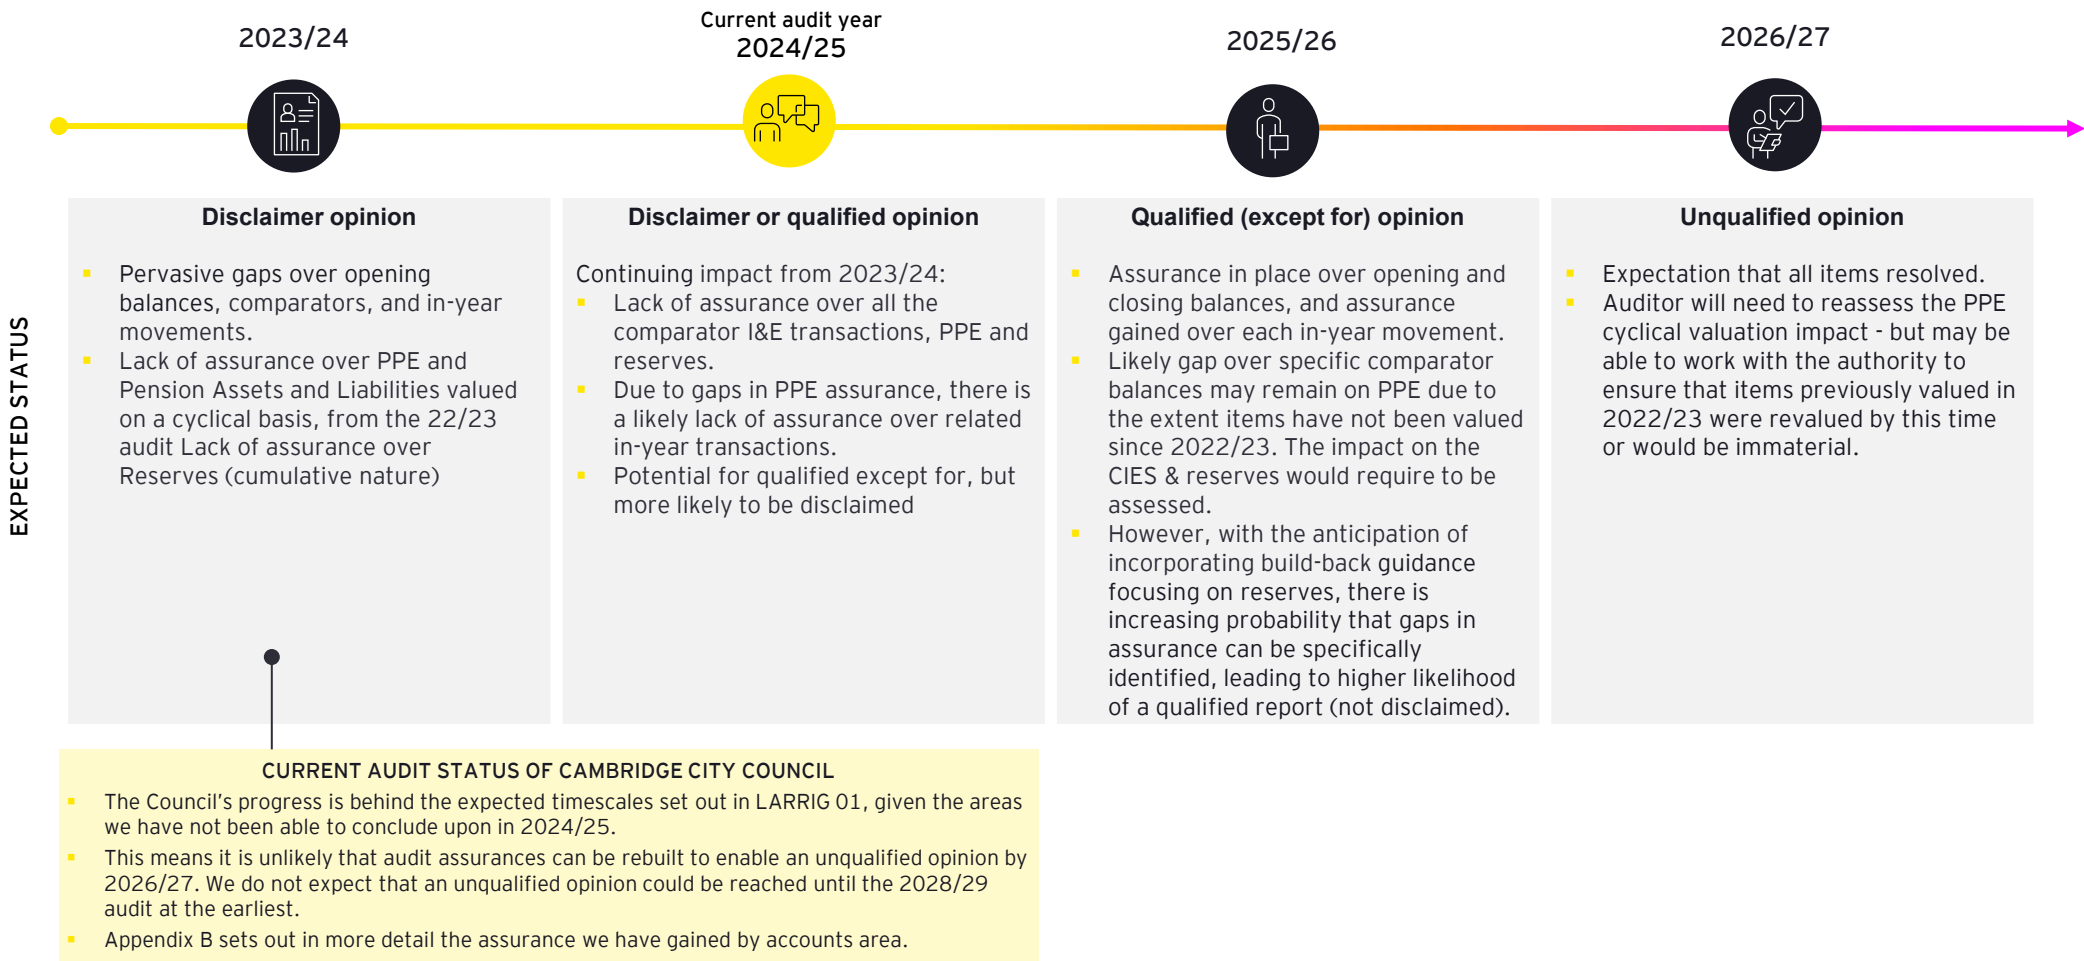 2023/24
Current audit year
2024/25
2025/26
2026/27
EXPECTED STATUS
Disclaimer opinion
▪ Pervasive gaps over opening
balances, comparators, and in-year
movements.
▪ Lack of assurance over PPE and
Pension Assets and Liabilities valued
on a cyclical basis, from the 22/23
audit Lack of assurance over
Reserves (cumulative nature)
Disclaimer or qualified opinion
Continuing impact from 2023/24:
▪ Lack of assurance over all the
comparator I&E transactions, PPE and
reserves.
▪ Due to gaps in PPE assurance, there is
a likely lack of assurance over related
in-year transactions.
▪ Potential for qualified except for, but
more likely to be disclaimed
Qualified (except for) opinion
▪ Assurance in place over opening and
closing balances, and assurance
gained over each in-year movement.
▪ Likely gap over specific comparator
balances may remain on PPE due to
the extent items have not been valued
since 2022/23. The impact on the
CIES & reserves would require to be
assessed.
▪ However, with the anticipation of
incorporating build-back guidance
focusing on reserves, there is
increasing probability that gaps in
assurance can be specifically
identified, leading to higher likelihood
of a qualified report (not disclaimed).
Unqualified opinion
▪ Expectation that all items resolved.
▪ Auditor will need to reassess the PPE
cyclical valuation impact - but may be
able to work with the authority to
ensure that items previously valued in
2022/23 were revalued by this time
or would be immaterial.
CURRENT AUDIT STATUS OF CAMBRIDGE CITY COUNCIL
▪ The Council’s progress is behind the expected timescales set out in LARRIG 01, given the areas
we have not been able to conclude upon in 2024/25.
▪ This means it is unlikely that audit assurances can be rebuilt to enable an unqualified opinion by
2026/27. We do not expect that an unqualified opinion could be reached until the 2028/29
audit at the earliest.
▪ Appendix B sets out in more detail the assurance we have gained by accounts area.